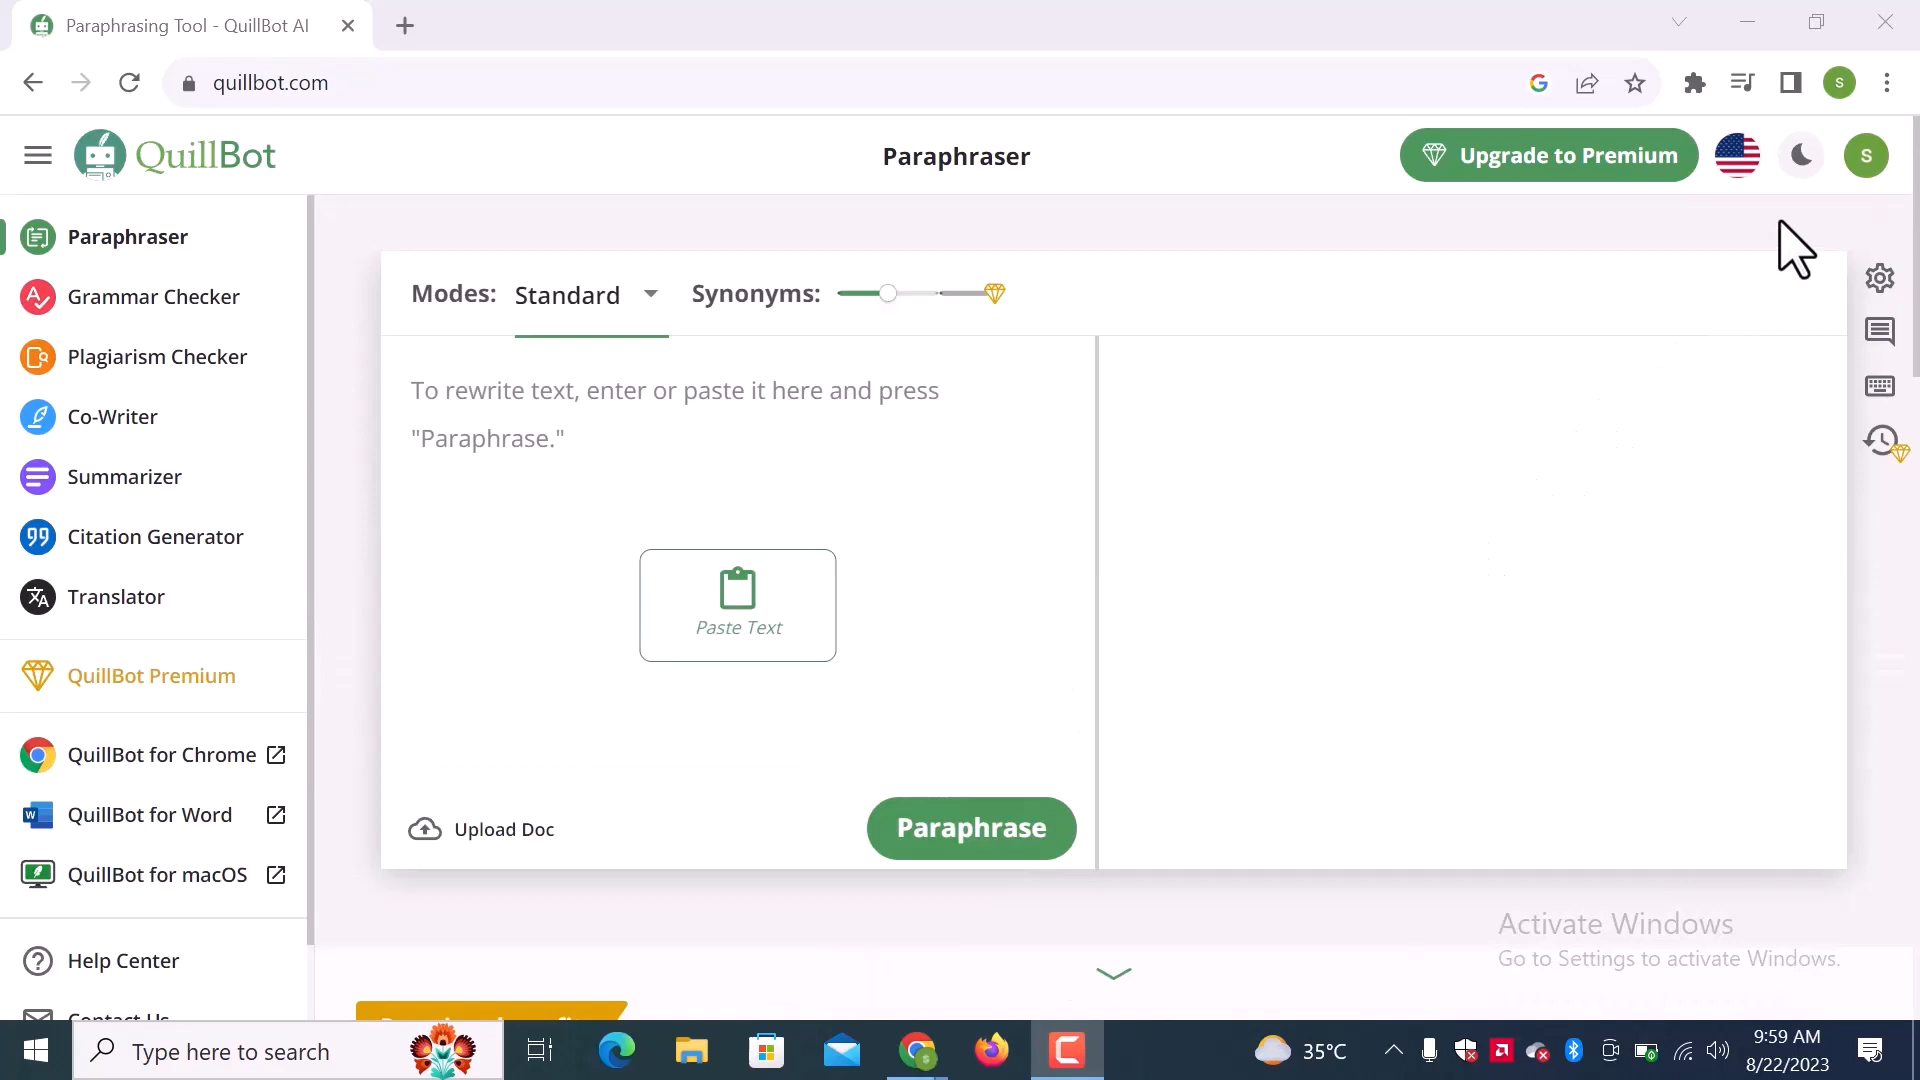 Paraphrasing Tool - QuillBot AI
quillbot.com
S
QuillBot
Paraphraser
Upgrade to Premium
S
Paraphraser
Grammar Checker
Plagiarism Checker
Co-Writer
Summarizer
Citation Generator
Translator
QuillBot Premium
QuillBot for Chrome
QuillBot for Word
QuillBot for macOS
Help Center
Modes: Standard
Synonyms:
To rewrite text, enter or paste it here and press
"Paraphrase."
Paste Text
Upload Doc
Paraphrase
Activate Windows
Go to Settings to activate Windows.
Type here to search
35°C
9:59 AM
8/22/2023